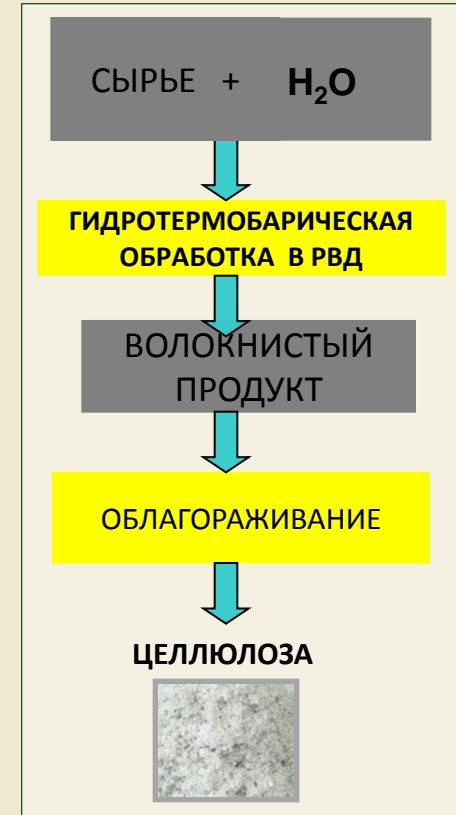 СЫРЬЕ + H₂O
ГИДРОТЕРМОБАРИЧЕСКАЯ
ОБРАБОТКА В РВД
ВОЛОКНИСТЫЙ
ПРОДУКТ
ОБЛАГОРАЖИВАНИЕ
ЦЕЛЛЮЛОЗА